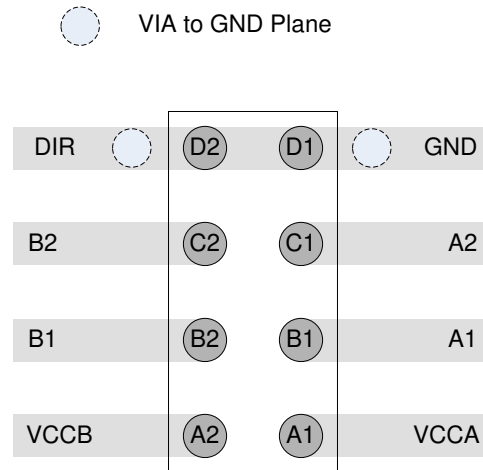 VIA to GND Plane
DIR D2 D1 GND
B2 C2 C1 A2
B1 B2 B1 A1
VCCB A2 A1 VCCA